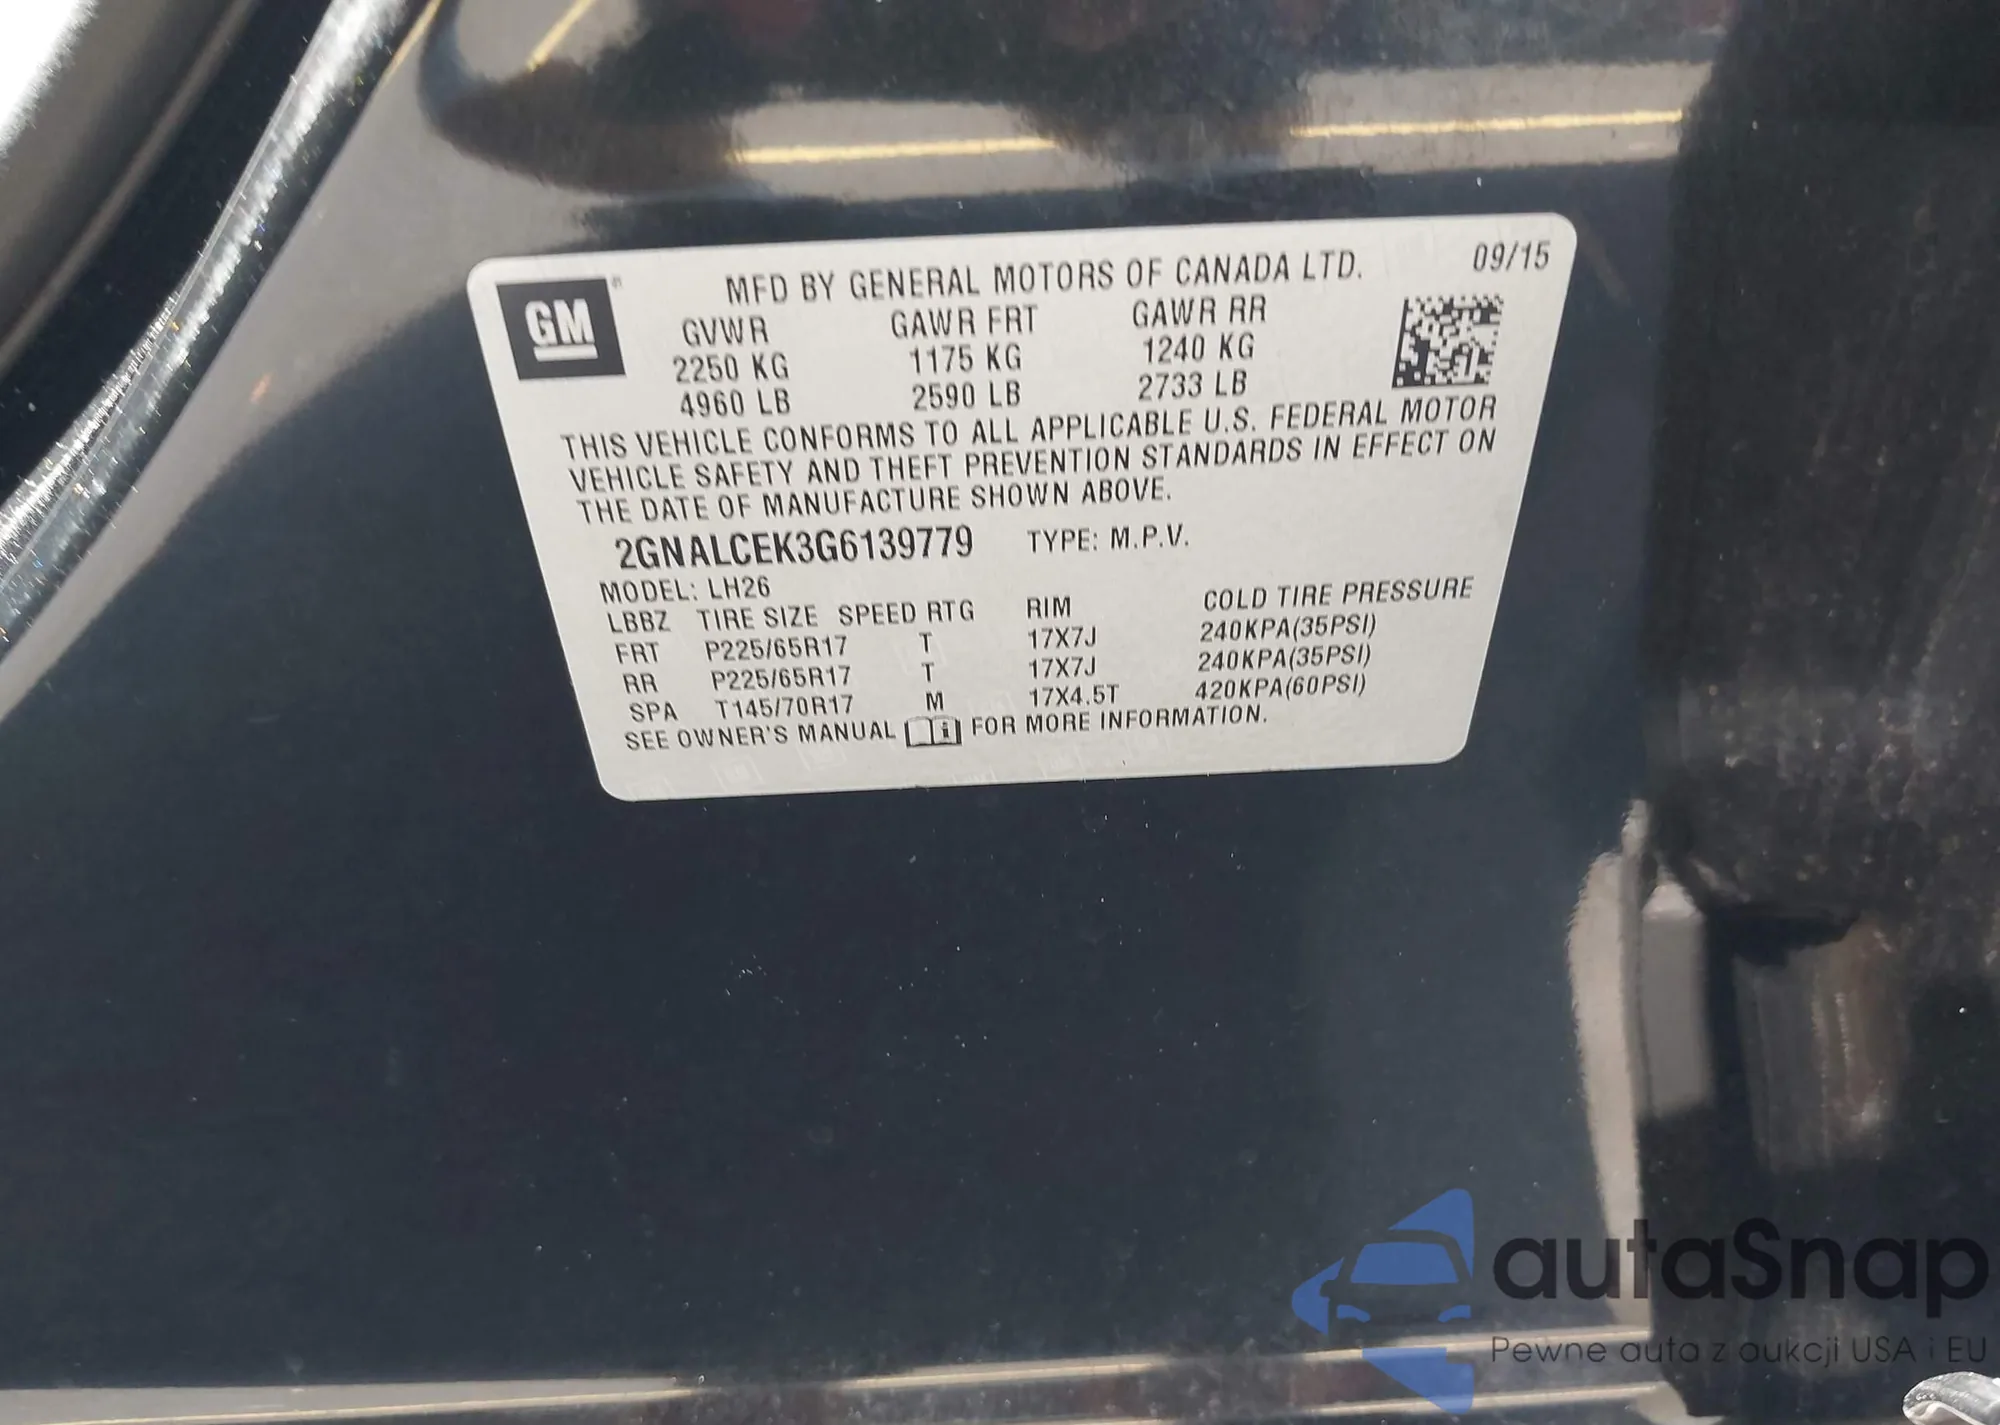 GM
MFD BY GENERAL MOTORS OF CANADA LTD. 09/15
GVWR GAWR FRT GAWR RR
2250 KG 1175 KG 1240 KG
4960 LB 2590 LB 2733 LB
THIS VEHICLE CONFORMS TO ALL APPLICABLE U.S. FEDERAL MOTOR
VEHICLE SAFETY AND THEFT PREVENTION STANDARDS IN EFFECT ON
THE DATE OF MANUFACTURE SHOWN ABOVE.
2GNALCEK3G6139779 TYPE: M.P.V.
MODEL: LH26
LBBZ TIRE SIZE SPEED RTG RIM COLD TIRE PRESSURE
FRT P225/65R17 T 17X7J 240KPA(35PSI)
RR P225/65R17 T 17X7J 240KPA(35PSI)
SPA T145/70R17 M 17X4.5T 420KPA(60PSI)
SEE OWNER'S MANUAL FOR MORE INFORMATION.
autaSnap
Pewne auta z aukcji USA i EU